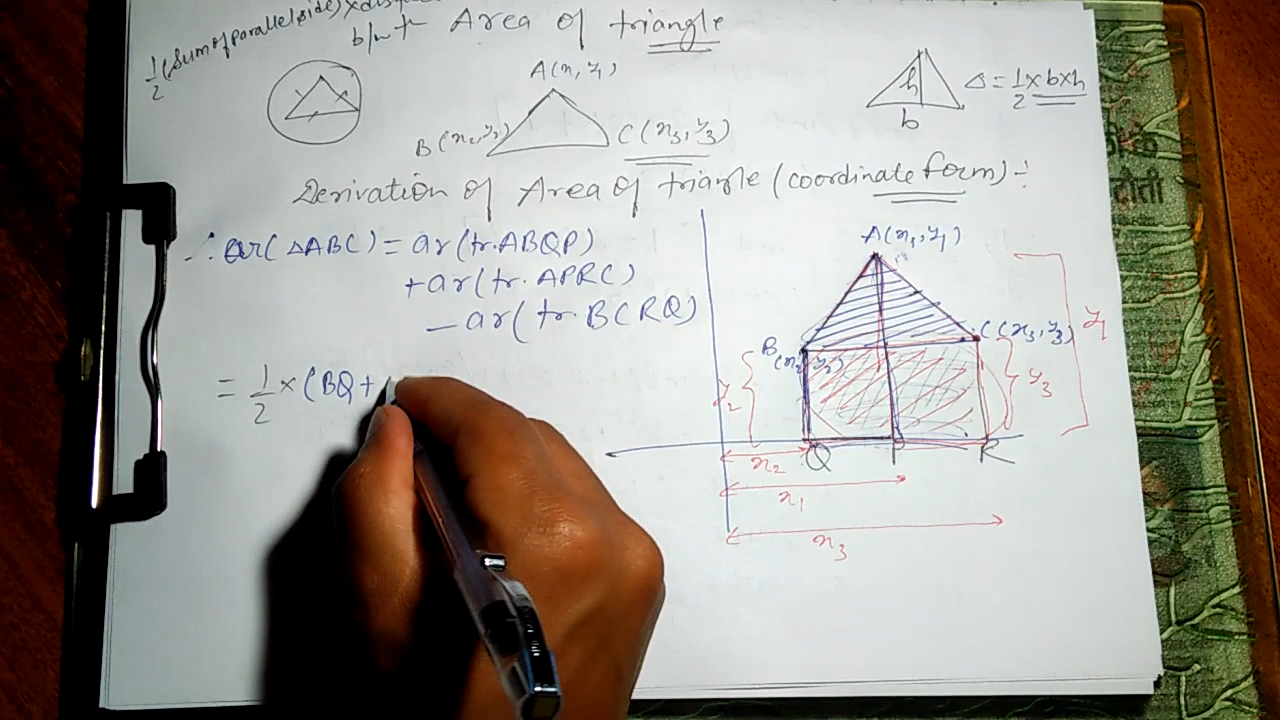 1/2 (Sum of parallel side) x dis
b/w
Area of triangle
A(x, y1)
B(x2, y2)
C(x3, y3)
h
b
Δ = 1/2 × b × h
Derivation of Area of triangle (coordinate form) :-
∴ ar(ΔABC) = ar(tr. ABQP)
+ ar(tr. APRC)
- ar(tr. BCRQ)
= 1/2 × (BQ +
A(x1, y1)
B(x2, y2)
C(x3, y3)
y1
y2
y3
Q
P
R
x2
x1
x3
टोती